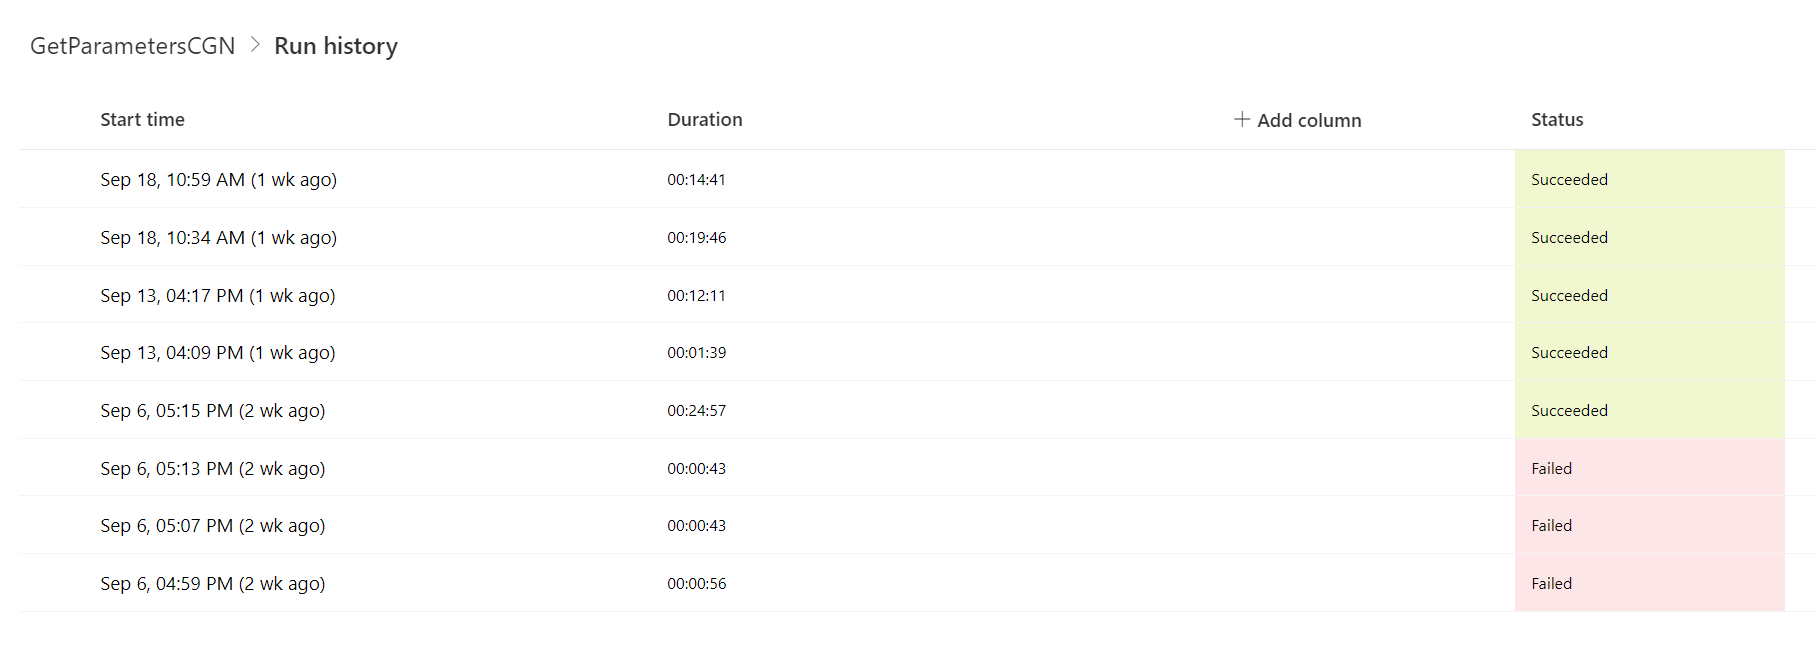 GetParametersCGN > Run history
Start time Duration + Add column Status
Sep 18, 10:59 AM (1 wk ago) 00:14:41 Succeeded
Sep 18, 10:34 AM (1 wk ago) 00:19:46 Succeeded
Sep 13, 04:17 PM (1 wk ago) 00:12:11 Succeeded
Sep 13, 04:09 PM (1 wk ago) 00:01:39 Succeeded
Sep 6, 05:15 PM (2 wk ago) 00:24:57 Succeeded
Sep 6, 05:13 PM (2 wk ago) 00:00:43 Failed
Sep 6, 05:07 PM (2 wk ago) 00:00:43 Failed
Sep 6, 04:59 PM (2 wk ago) 00:00:56 Failed